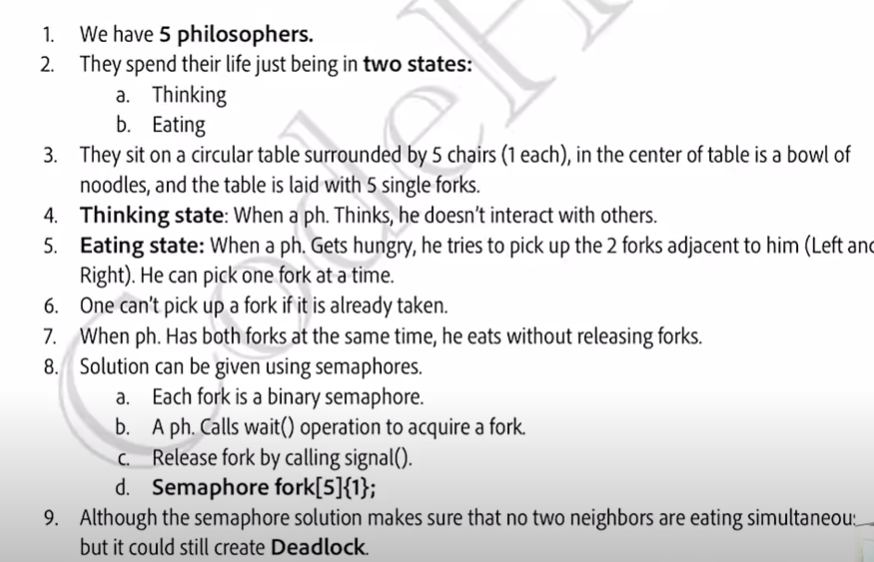 1. We have 5 philosophers.
2. They spend their life just being in two states:
a. Thinking
b. Eating
3. They sit on a circular table surrounded by 5 chairs (1 each), in the center of table is a bowl of
noodles, and the table is laid with 5 single forks.
4. Thinking state: When a ph. Thinks, he doesn't interact with others.
5. Eating state: When a ph. Gets hungry, he tries to pick up the 2 forks adjacent to him (Left and
Right). He can pick one fork at a time.
6. One can't pick up a fork if it is already taken.
7. When ph. Has both forks at the same time, he eats without releasing forks.
8. Solution can be given using semaphores.
a. Each fork is a binary semaphore.
b. A ph. Calls wait() operation to acquire a fork.
c. Release fork by calling signal().
d. Semaphore fork[5]{1};
9. Although the semaphore solution makes sure that no two neighbors are eating
but it could still create Deadlock.